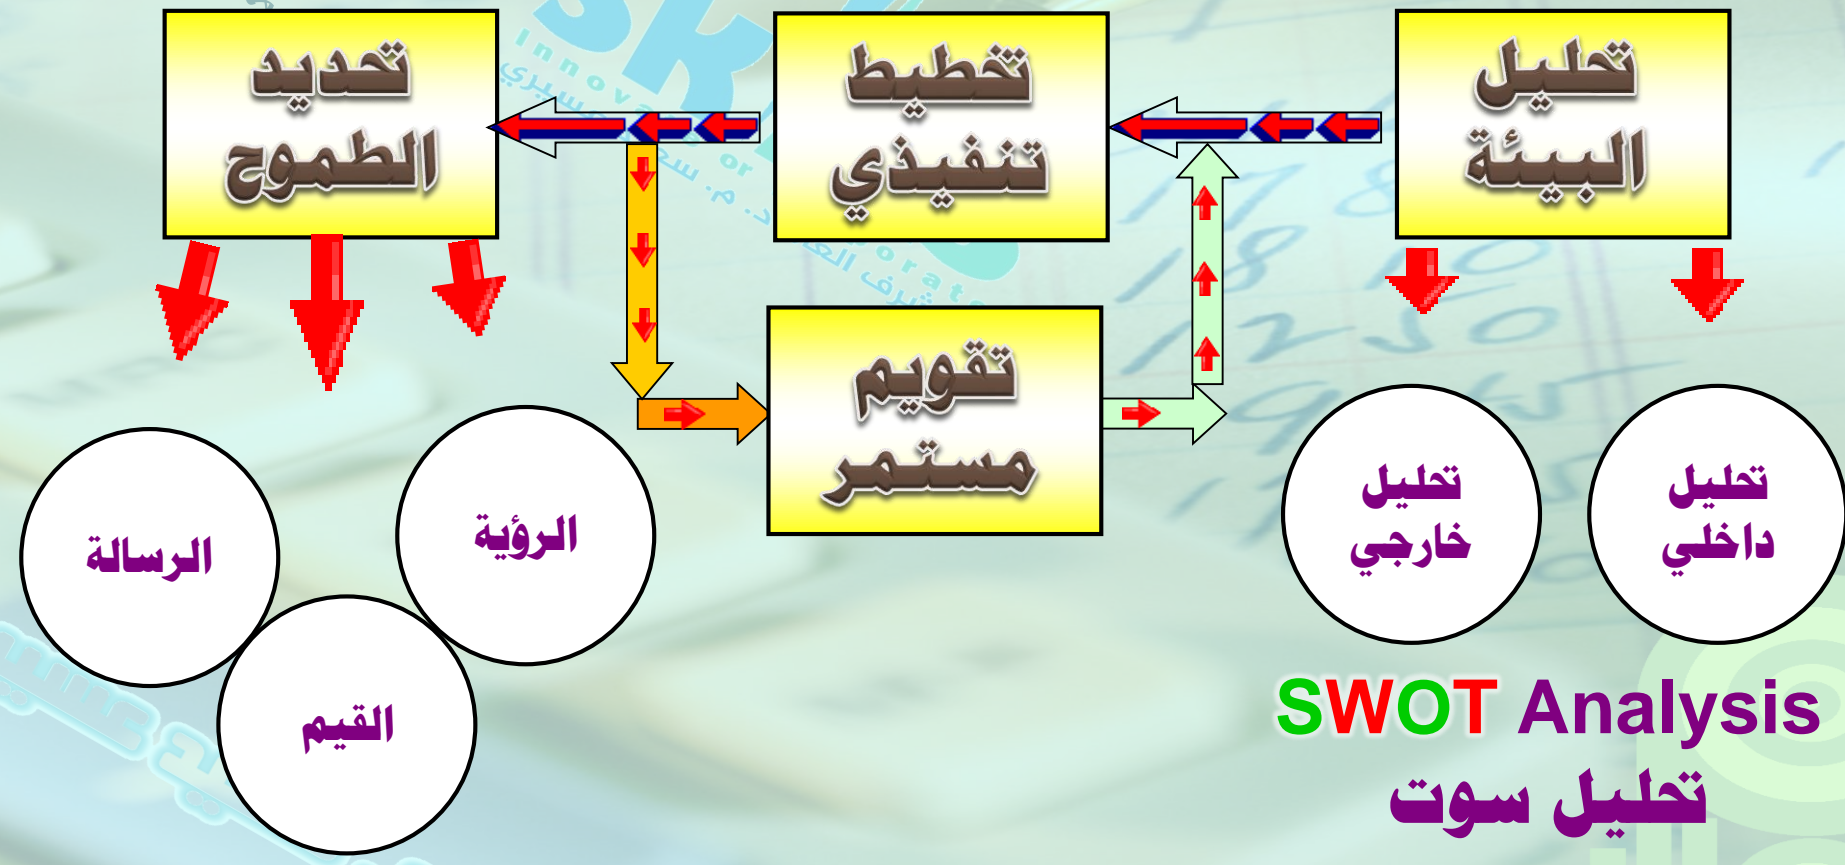 تحليل
البيئة
تخطيط
تنفيذي
تحديد
الطموح
تقويم
مستمر
تحليل
داخلي
تحليل
خارجي
الرؤية
الرسالة
القيم
SWOT Analysis
تحليل سوت